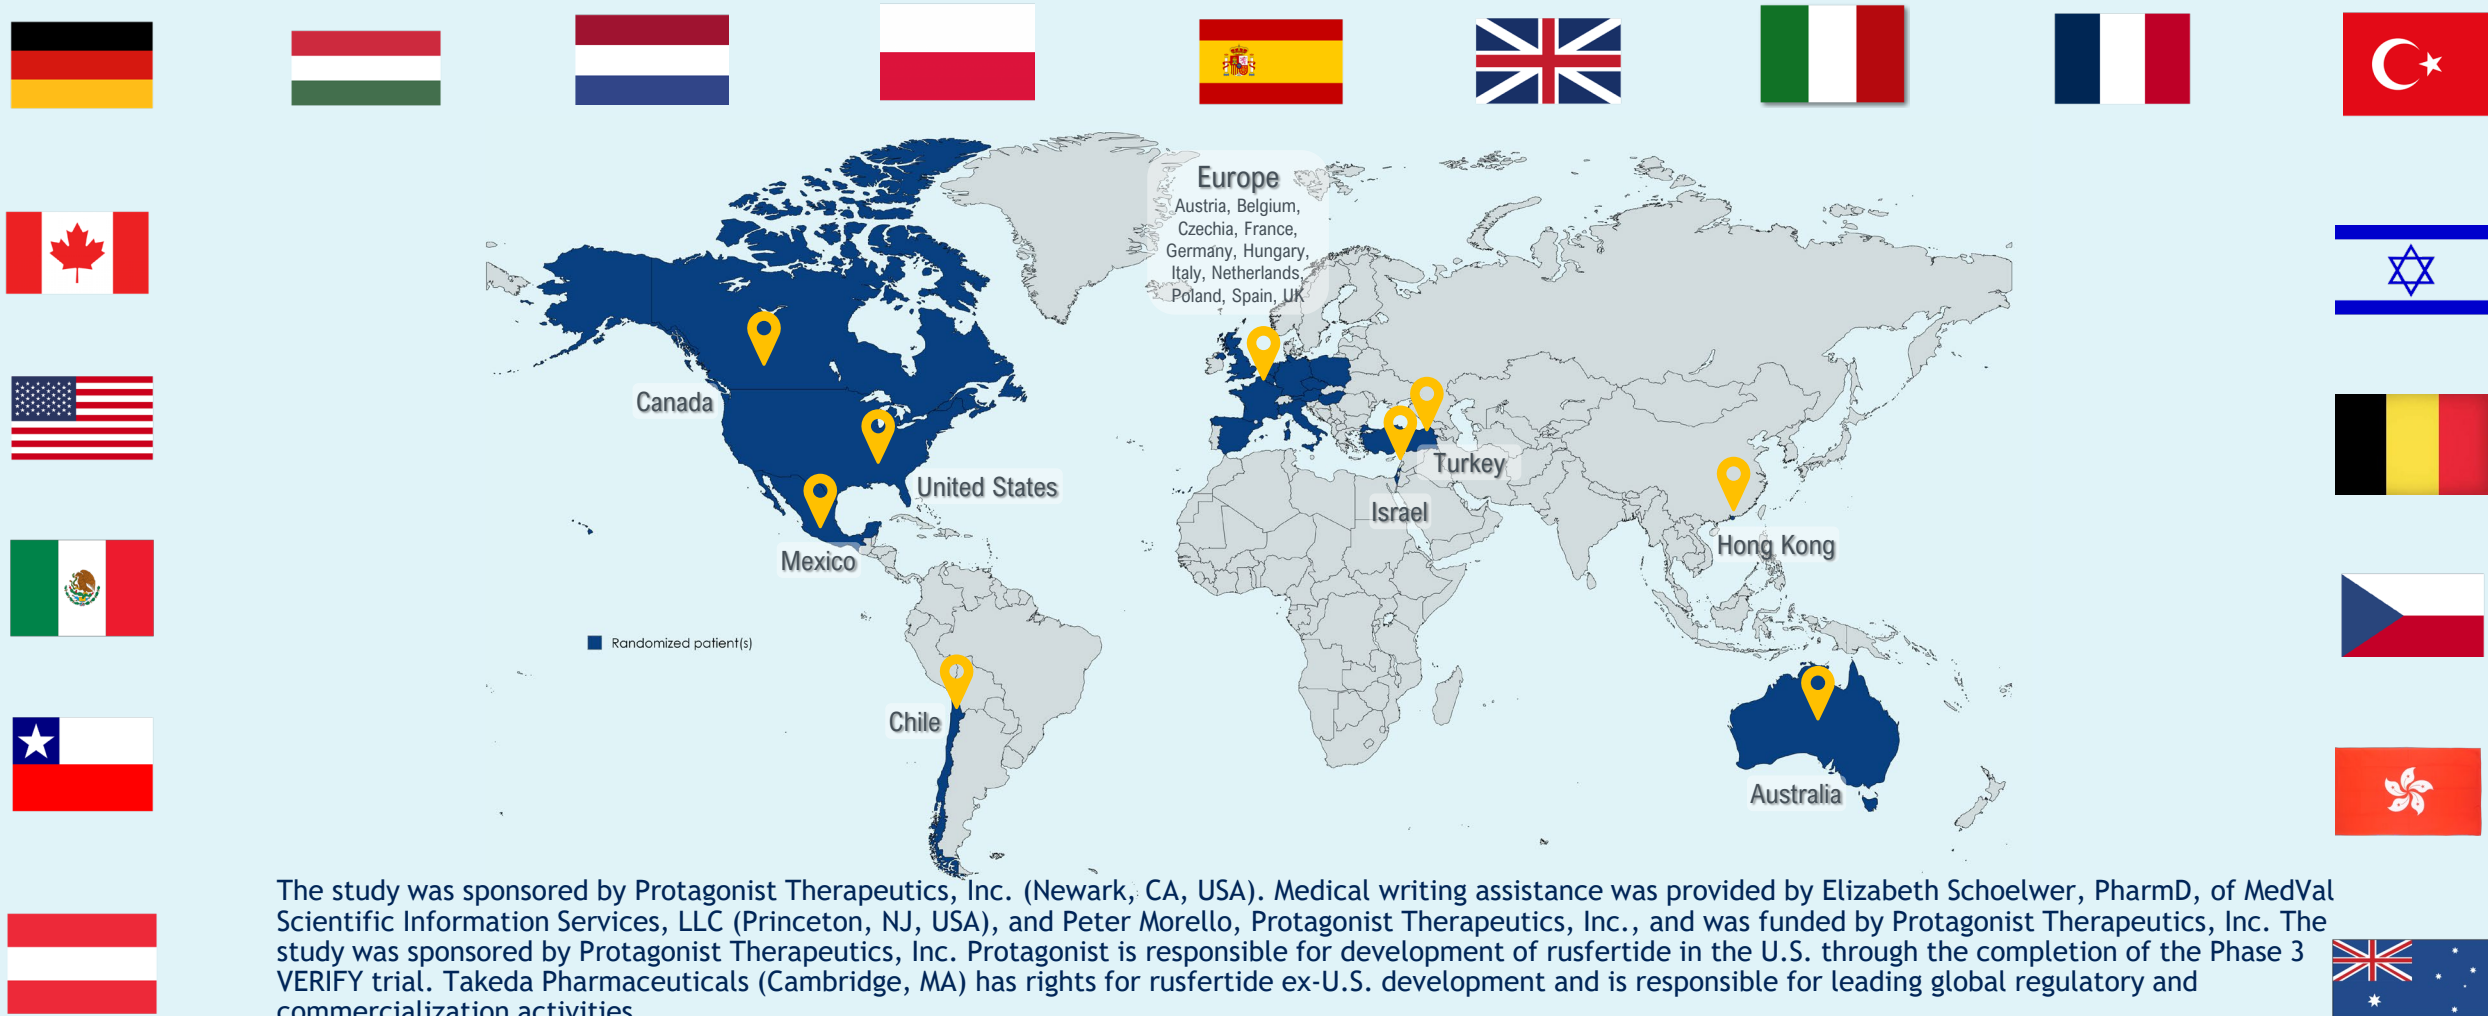 Europe
Austria, Belgium,
Czechia, France,
Germany, Hungary,
Italy, Netherlands,
Poland, Spain, UK
Canada
United States
Turkey
Israel
Mexico
Hong Kong
Randomized patient(s)
Chile
Australia
The study was sponsored by Protagonist Therapeutics, Inc. (Newark, CA, USA). Medical writing assistance was provided by Elizabeth Schoelwer, PharmD, of MedVal
Scientific Information Services, LLC (Princeton, NJ, USA), and Peter Morello, Protagonist Therapeutics, Inc., and was funded by Protagonist Therapeutics, Inc. The
study was sponsored by Protagonist Therapeutics, Inc. Protagonist is responsible for development of rusfertide in the U.S. through the completion of the Phase 3
VERIFY trial. Takeda Pharmaceuticals (Cambridge, MA) has rights for rusfertide ex-U.S. development and is responsible for leading global regulatory and
commercialization activities